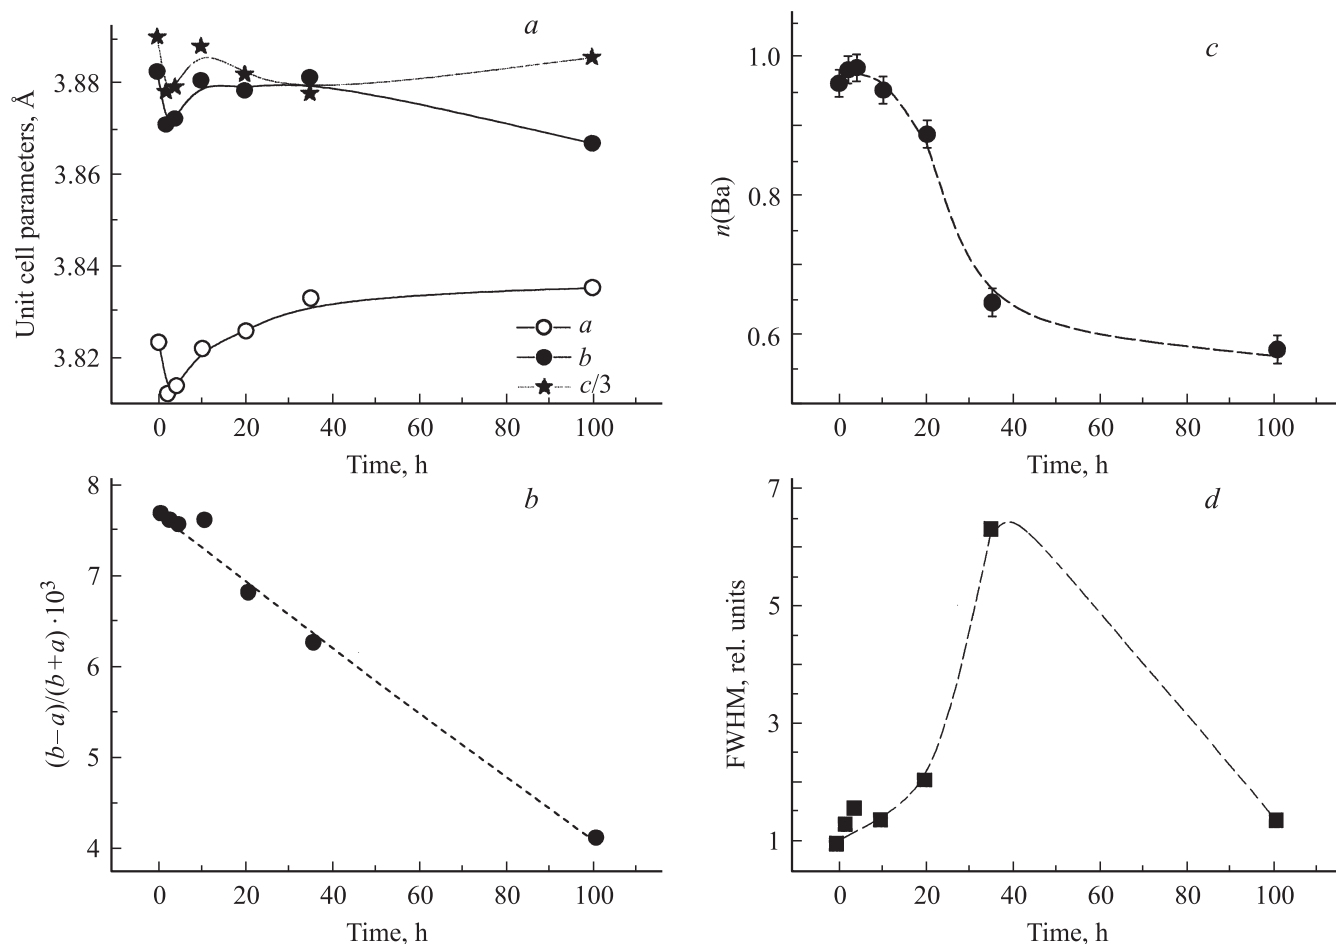 a
Unit cell parameters, Å
3.88
3.86
3.84
3.82
a
b
c/3
0 20 40 60 80 100
Time, h
c
n(Ba)
1.0
0.8
0.6
0 20 40 60 80 100
Time, h
b
(b−a)/(b+a) ·10³
8
7
6
5
4
0 20 40 60 80 100
Time, h
d
FWHM, rel. units
7
5
3
1
0 20 40 60 80 100
Time, h